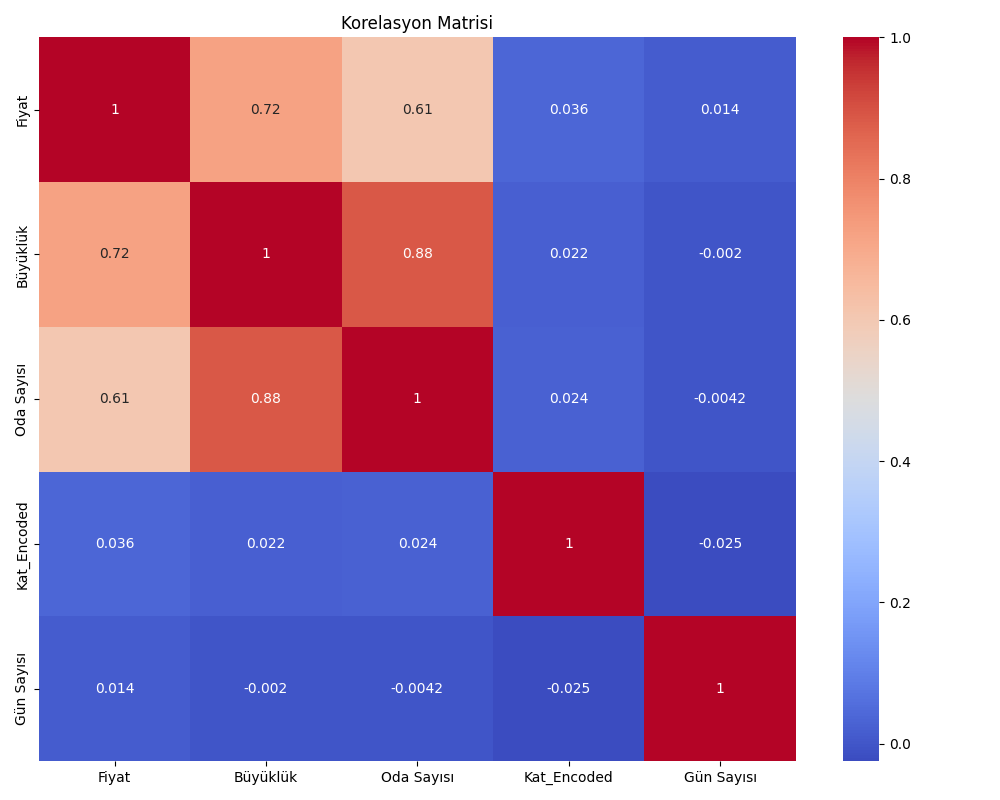 Korelasyon Matrisi
Fiyat 1 0.72 0.61 0.036 0.014
Büyüklük 0.72 1 0.88 0.022 -0.002
Oda Sayısı 0.61 0.88 1 0.024 -0.0042
Kat_Encoded 0.036 0.022 0.024 1 -0.025
Gün Sayısı 0.014 -0.002 -0.0042 -0.025 1
Fiyat Büyüklük Oda Sayısı Kat_Encoded Gün Sayısı
1.0
0.8
0.6
0.4
0.2
0.0